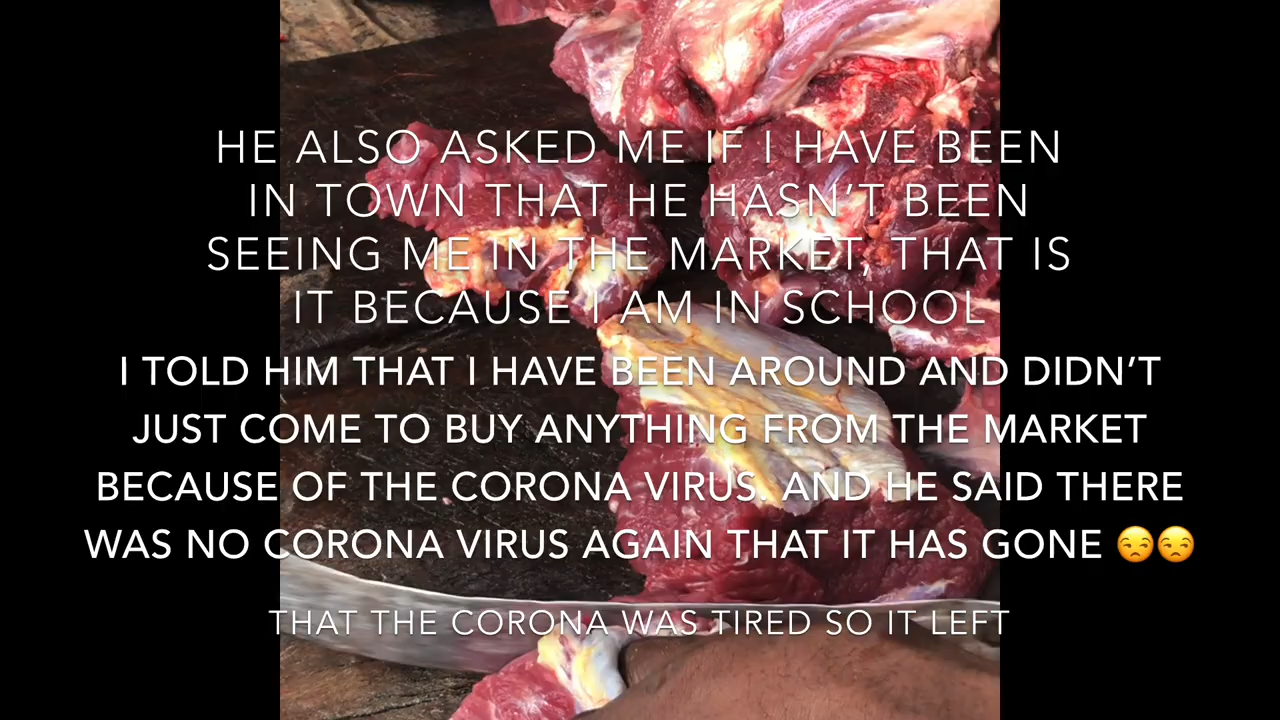 HE ALSO ASKED ME IF I HAVE BEEN
IN TOWN THAT HE HASN’T BEEN
SEEING ME IN THE MARKET, THAT IS
IT BECAUSE I AM IN SCHOOL
I TOLD HIM THAT I HAVE BEEN AROUND AND DIDN’T
JUST COME TO BUY ANYTHING FROM THE MARKET
BECAUSE OF THE CORONA VIRUS. AND HE SAID THERE
WAS NO CORONA VIRUS AGAIN THAT IT HAS GONE 😒😒
THAT THE CORONA WAS TIRED SO IT LEFT